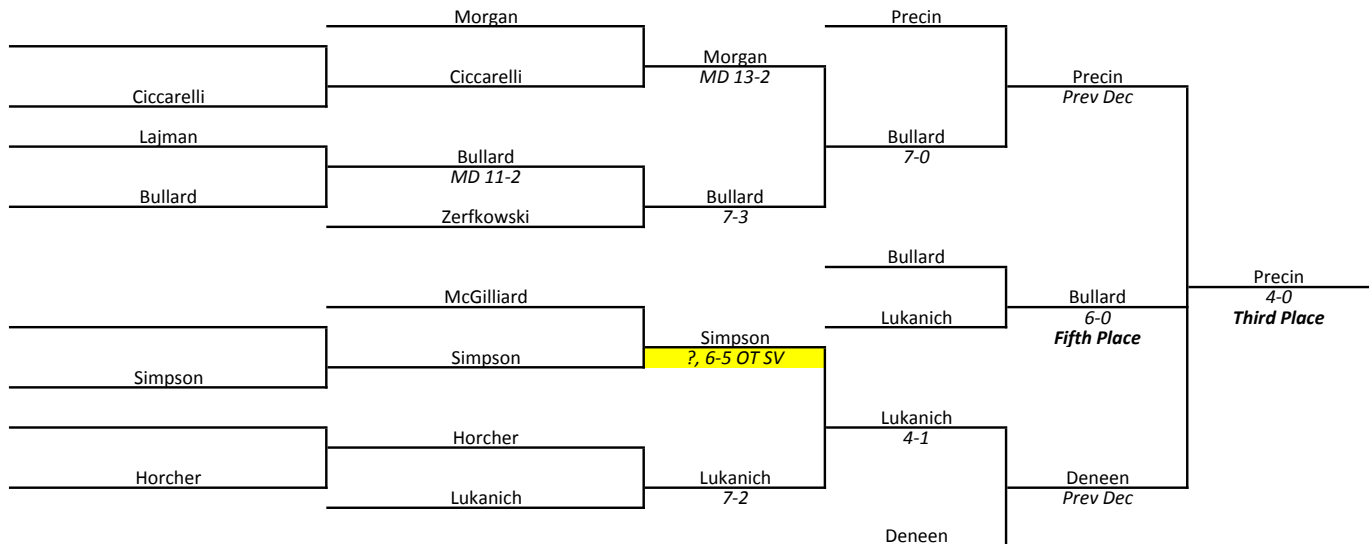 Morgan
Precin
Morgan
MD 13-2
Ciccarelli
Precin
Prev Dec
Ciccarelli
Lajman
Bullard
7-0
Bullard
MD 11-2
Bullard
Bullard
7-3
Zerfkowski
Bullard
Precin
4-0
Third Place
McGilliard
Bullard
6-0
Fifth Place
Lukanich
Simpson
?, 6-5 OT SV
Simpson
Simpson
Lukanich
4-1
Horcher
Horcher
Lukanich
7-2
Deneen
Prev Dec
Lukanich
Deneen